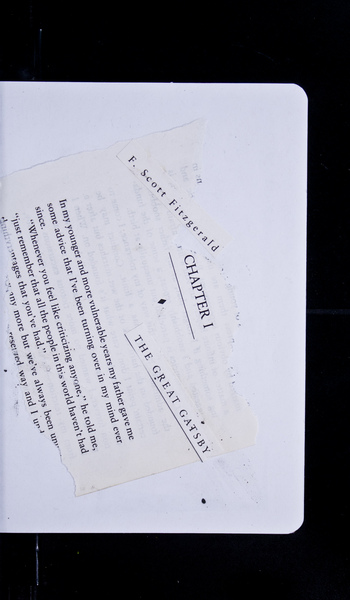 F. Scott Fitzgerald
CHAPTER I
THE GREAT GATSBY
In my younger and more vulnerable years my father gave me
some advice that I've been turning over in my mind ever
since.
"Whenever you feel like criticizing anyone," he told me,
"just remember that all the people in this world haven't had
that you've had."
more but we've always been
way and I